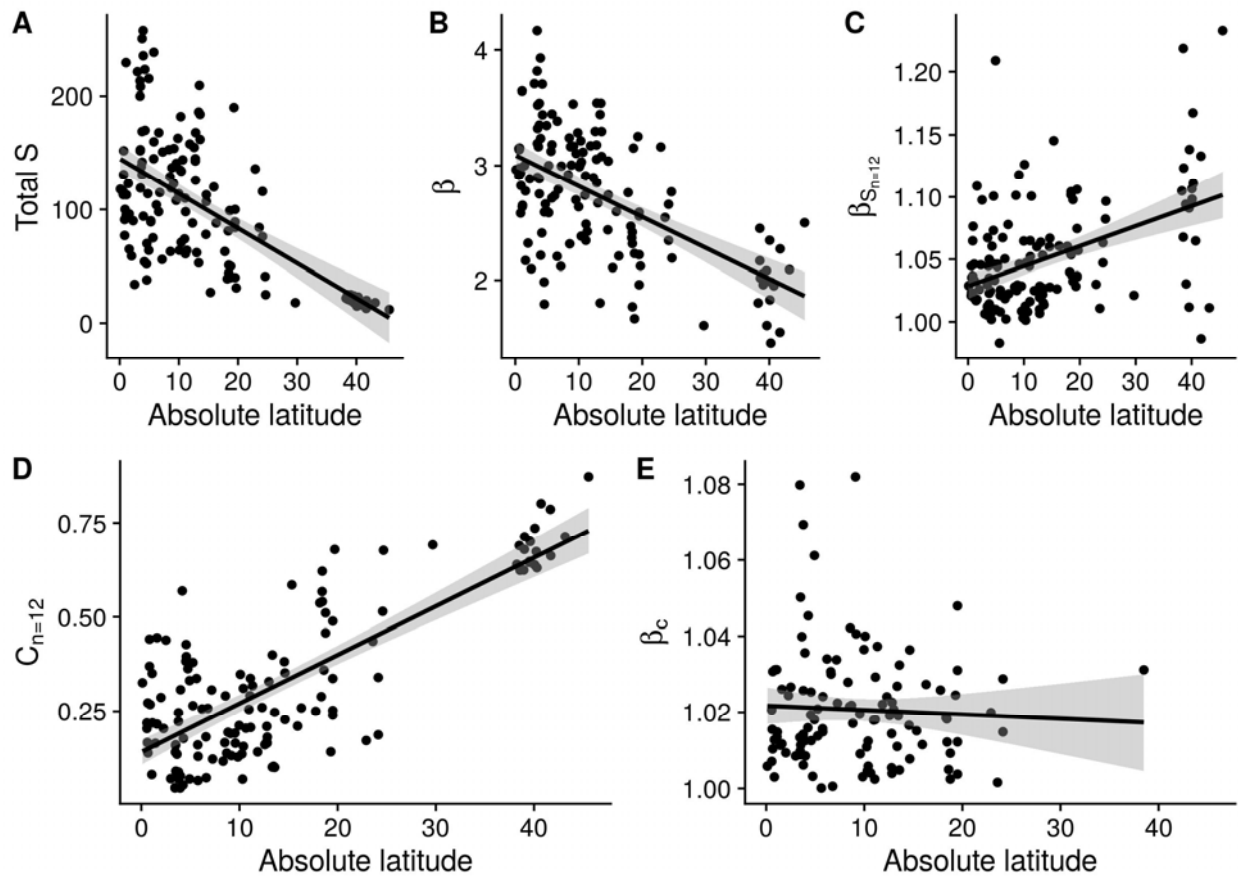 A
Total S
200
100
0
0 10 20 30 40
Absolute latitude
B
β
4
3
2
0 10 20 30 40
Absolute latitude
C
βSn=12
1.20
1.15
1.10
1.05
1.00
0 10 20 30 40
Absolute latitude
D
Cn=12
0.75
0.50
0.25
0 10 20 30 40
Absolute latitude
E
βc
1.08
1.06
1.04
1.02
1.00
0 10 20 30 40
Absolute latitude